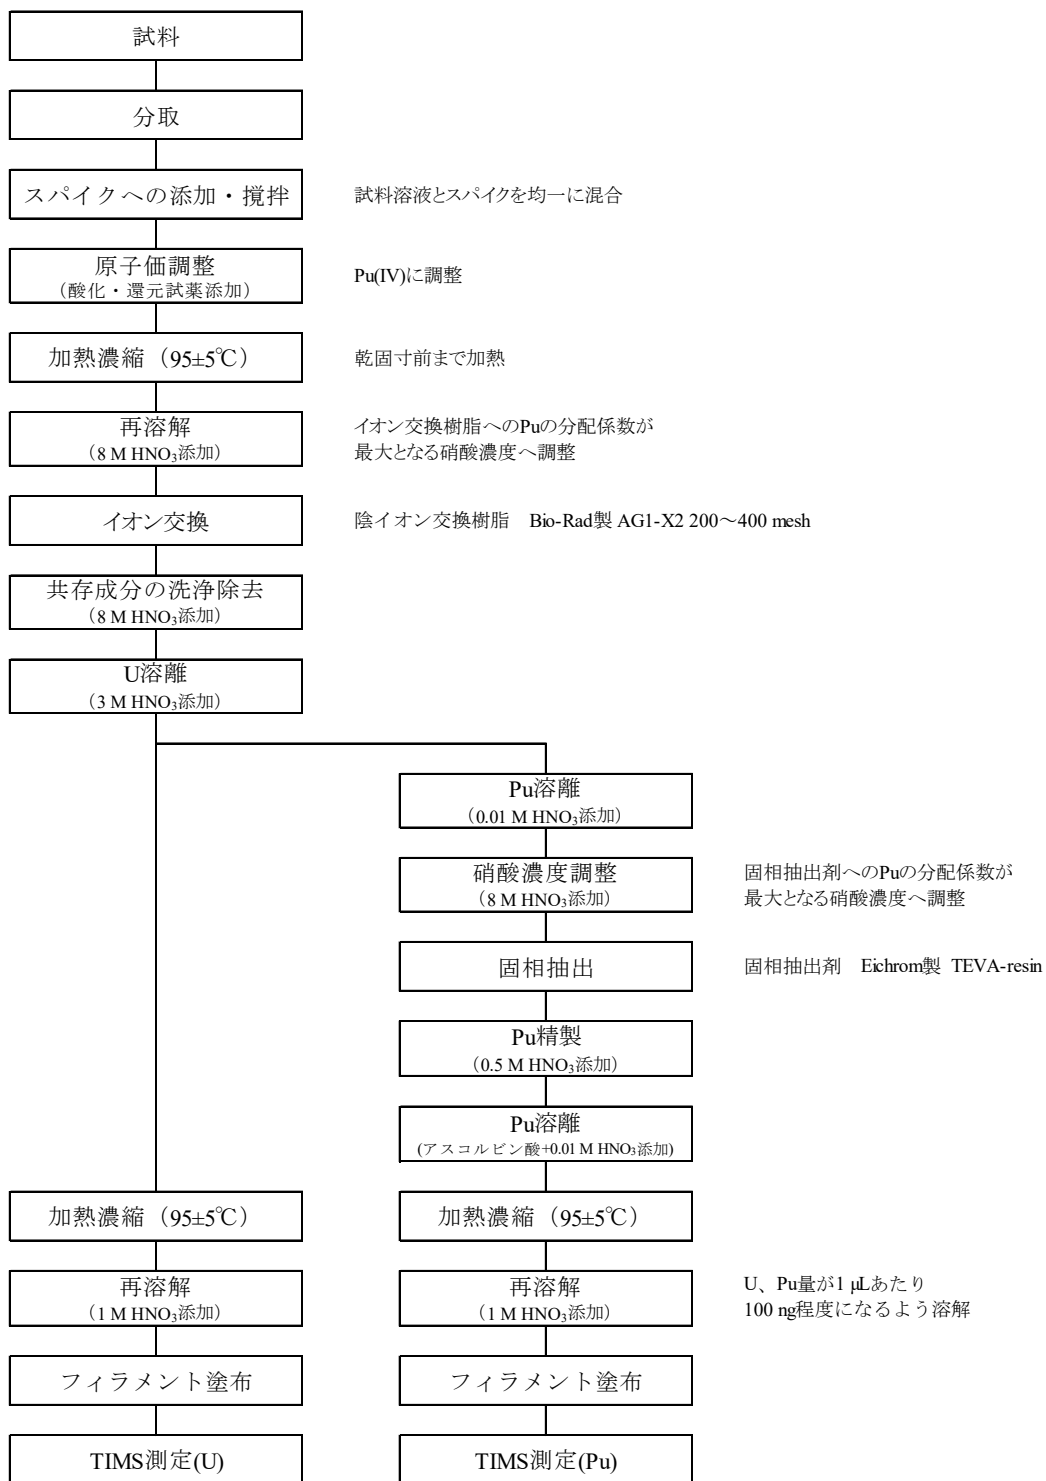 試料
分取
スパイクへの添加・撹拌
試料溶液とスパイクを均一に混合
原子価調整
（酸化・還元試薬添加）
Pu(IV)に調整
加熱濃縮（95±5℃）
乾固寸前まで加熱
再溶解
（8 M HNO₃添加）
イオン交換樹脂へのPuの分配係数が
最大となる硝酸濃度へ調整
イオン交換
陰イオン交換樹脂　Bio-Rad製 AG1-X2 200～400 mesh
共存成分の洗浄除去
（8 M HNO₃添加）
U溶離
（3 M HNO₃添加）
Pu溶離
（0.01 M HNO₃添加）
硝酸濃度調整
（8 M HNO₃添加）
固相抽出剤へのPuの分配係数が
最大となる硝酸濃度へ調整
固相抽出
固相抽出剤　Eichrom製 TEVA-resin
Pu精製
（0.5 M HNO₃添加）
Pu溶離
(アスコルビン酸+0.01 M HNO₃添加)
加熱濃縮（95±5℃）
加熱濃縮（95±5℃）
再溶解
（1 M HNO₃添加）
再溶解
（1 M HNO₃添加）
U、Pu量が1 μLあたり
100 ng程度になるよう溶解
フィラメント塗布
フィラメント塗布
TIMS測定(U)
TIMS測定(Pu)